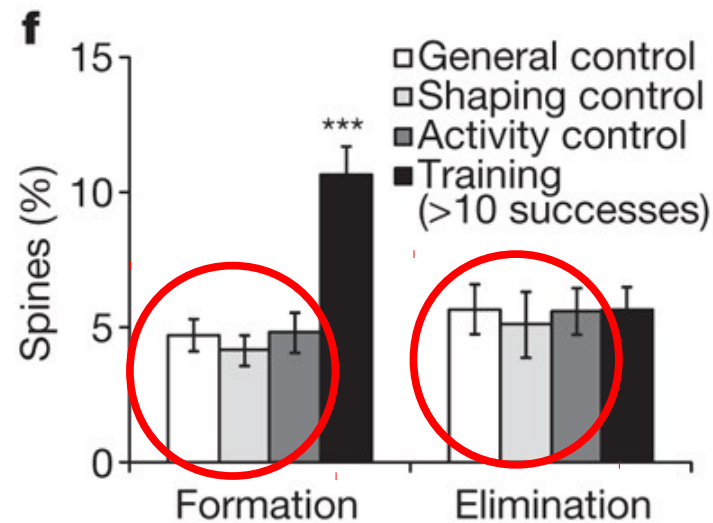 f
15
10
5
0
Spines (%)
General control
Shaping control
Activity control
Training
(>10 successes)
***
Formation
Elimination